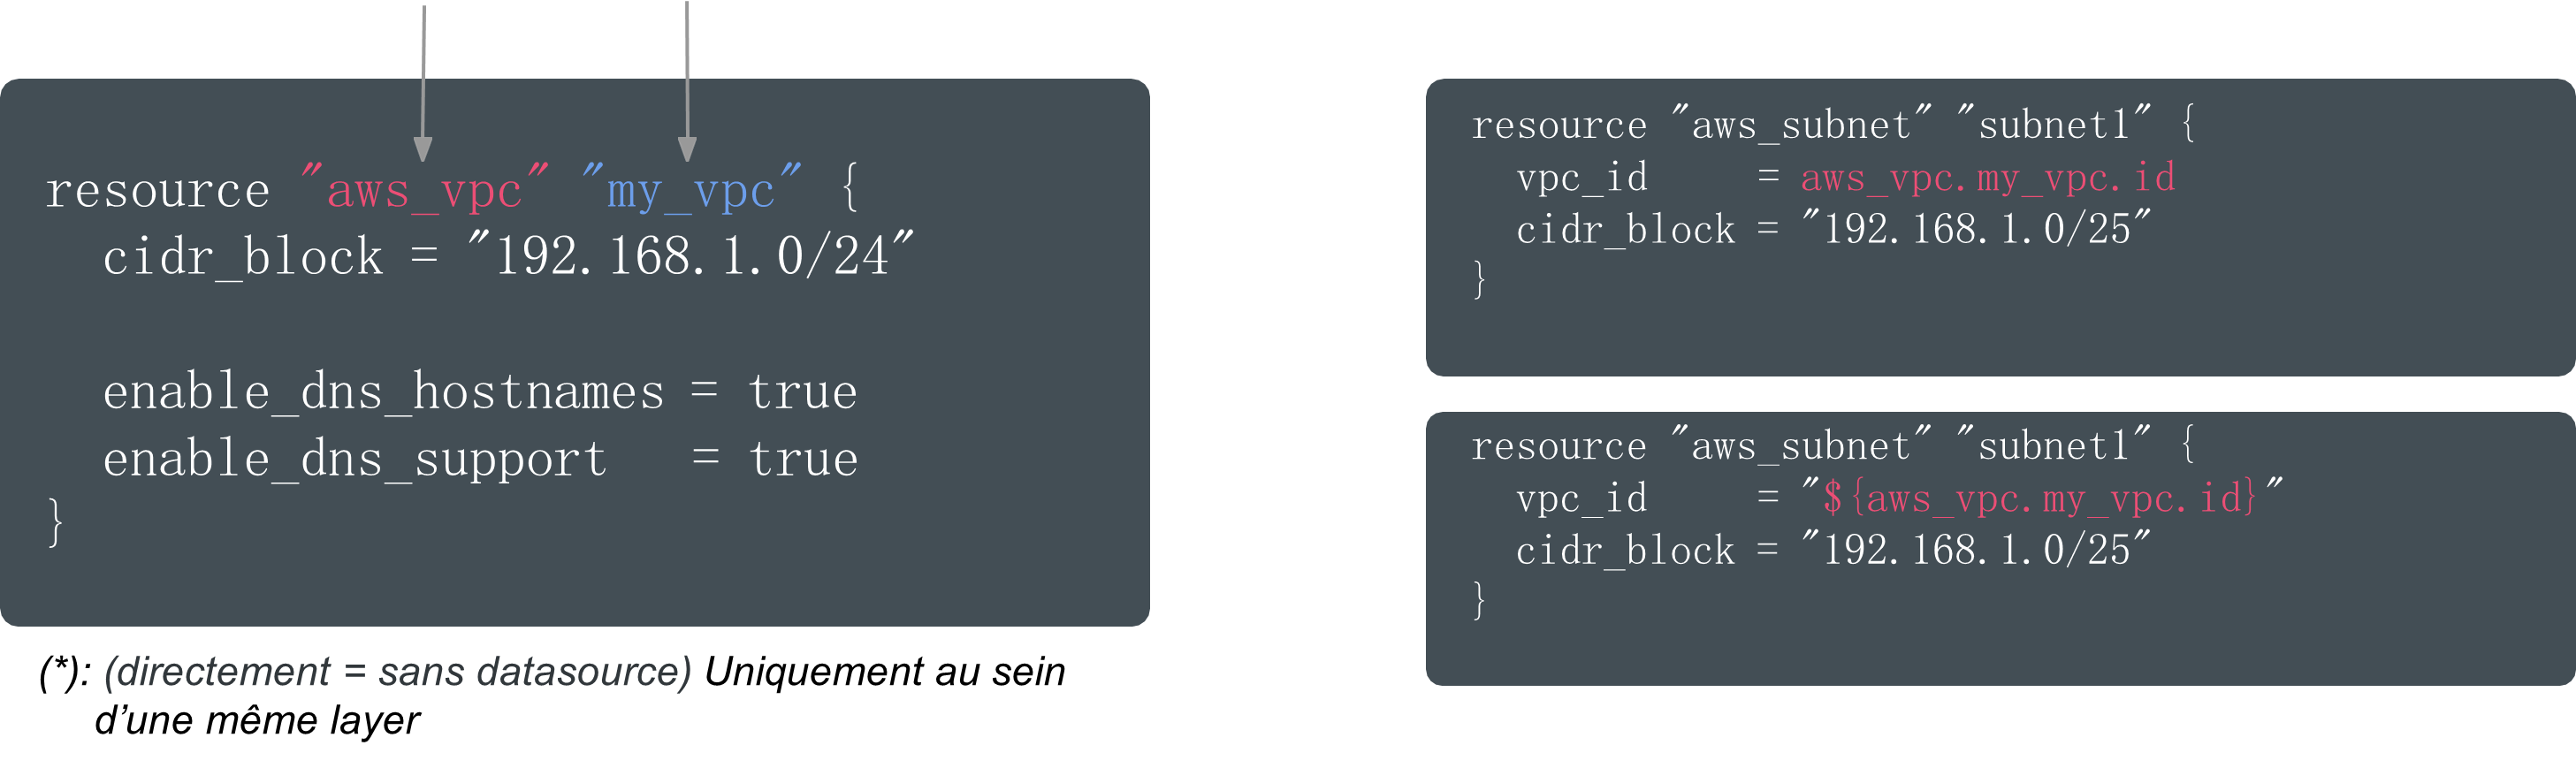 resource "aws_vpc" "my_vpc" {
  cidr_block = "192.168.1.0/24"

  enable_dns_hostnames = true
  enable_dns_support   = true
}
(*): (directement = sans datasource) Uniquement au sein
d’une même layer
resource "aws_subnet" "subnet1" {
  vpc_id     = aws_vpc.my_vpc.id
  cidr_block = "192.168.1.0/25"
}
resource "aws_subnet" "subnet1" {
  vpc_id     = "${aws_vpc.my_vpc.id}"
  cidr_block = "192.168.1.0/25"
}